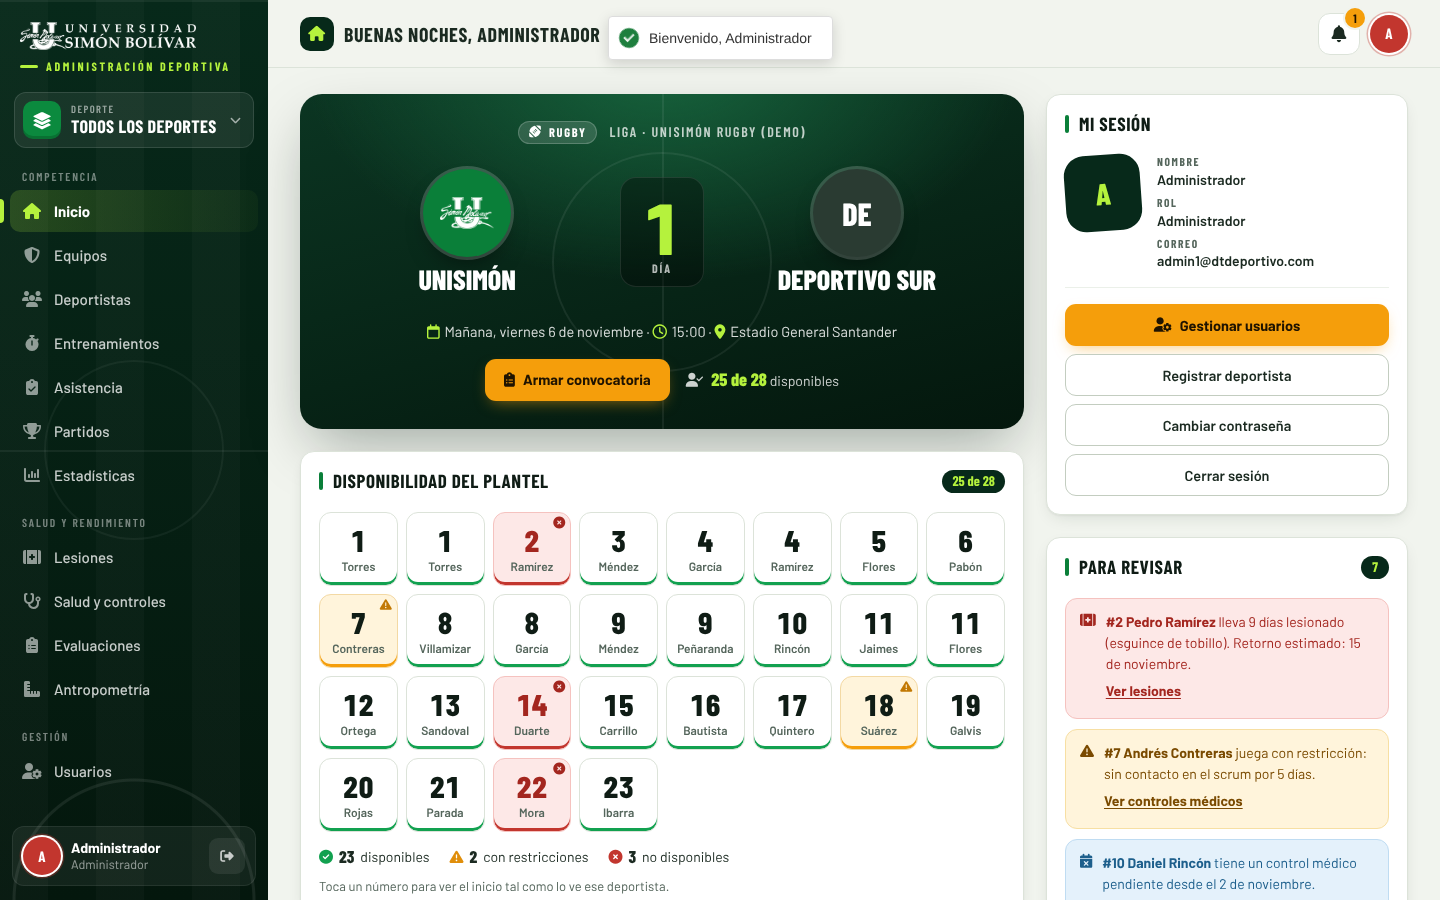 UNIVERSIDAD
SIMÓN BOLÍVAR
ADMINISTRACIÓN DEPORTIVA
DEPORTE
TODOS LOS DEPORTES
COMPETENCIA
Inicio
Equipos
Deportistas
Entrenamientos
Asistencia
Partidos
Estadísticas
SALUD Y RENDIMIENTO
Lesiones
Salud y controles
Evaluaciones
Antropometría
GESTIÓN
Usuarios
A
Administrador
Administrador
BUENAS NOCHES, ADMINISTRADOR
Bienvenido, Administrador
1
A
RUGBY
LIGA · UNISIMÓN RUGBY (DEMO)
UNISIMÓN
1
DÍA
DE
DEPORTIVO SUR
Mañana, viernes 6 de noviembre · 15:00 · Estadio General Santander
Armar convocatoria
25 de 28 disponibles
DISPONIBILIDAD DEL PLANTEL
25 de 28
1 Torres
1 Torres
2 Ramírez
3 Méndez
4 García
4 Ramírez
5 Flores
6 Pabón
7 Contreras
8 Villamizar
8 García
9 Méndez
9 Peñaranda
10 Rincón
11 Jaimes
11 Flores
12 Ortega
13 Sandoval
14 Duarte
15 Carrillo
16 Bautista
17 Quintero
18 Suárez
19 Galvis
20 Rojas
21 Parada
22 Mora
23 Ibarra
23 disponibles
2 con restricciones
3 no disponibles
Toca un número para ver el inicio tal como lo ve ese deportista.
MI SESIÓN
A
NOMBRE
Administrador
ROL
Administrador
CORREO
admin1@dtdeportivo.com
Gestionar usuarios
Registrar deportista
Cambiar contraseña
Cerrar sesión
PARA REVISAR
7
#2 Pedro Ramírez lleva 9 días lesionado
(esguince de tobillo). Retorno estimado: 15
de noviembre.
Ver lesiones
#7 Andrés Contreras juega con restricción:
sin contacto en el scrum por 5 días.
Ver controles médicos
#10 Daniel Rincón tiene un control médico
pendiente desde el 2 de noviembre.